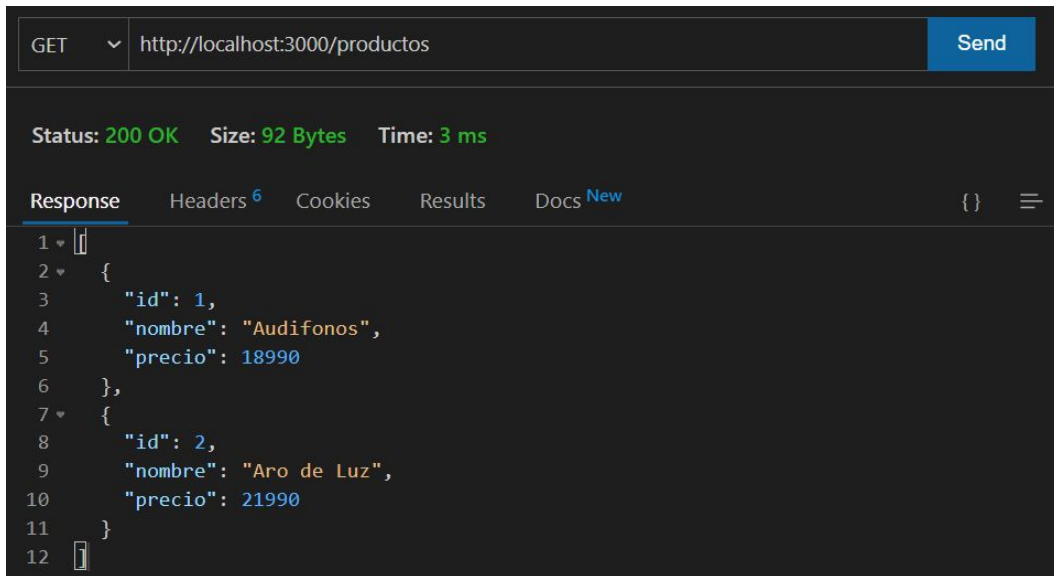 GET http://localhost:3000/productos Send
Status: 200 OK Size: 92 Bytes Time: 3 ms
Response Headers 6 Cookies Results Docs New {}
1 [
2 {
3 "id": 1,
4 "nombre": "Audifonos",
5 "precio": 18990
6 },
7 {
8 "id": 2,
9 "nombre": "Aro de Luz",
10 "precio": 21990
11 }
12 ]